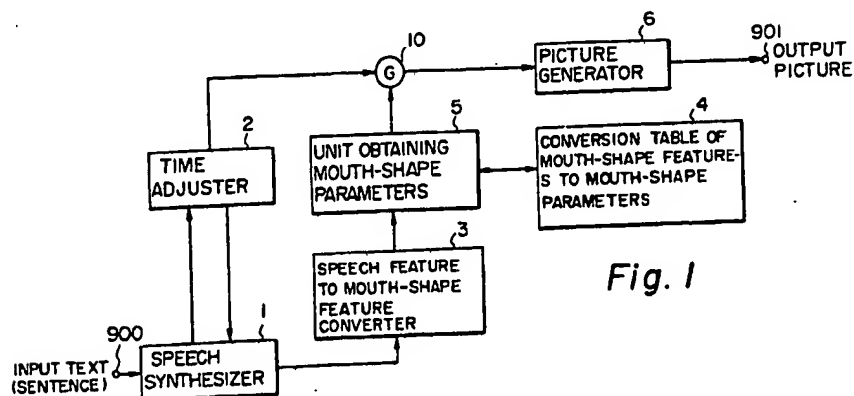 6
901
10
PICTURE
GENERATOR
OUTPUT
PICTURE
G
2
5
4
TIME
ADJUSTER
UNIT OBTAINING
MOUTH-SHAPE
PARAMETERS
CONVERSION TABLE OF
MOUTH-SHAPE FEATURE-
S TO MOUTH-SHAPE
PARAMETERS
3
SPEECH FEATURE
TO MOUTH-SHAPE
FEATURE
CONVERTER
Fig. 1
900
1
INPUT TEXT
(SENTENCE)
SPEECH
SYNTHESIZER